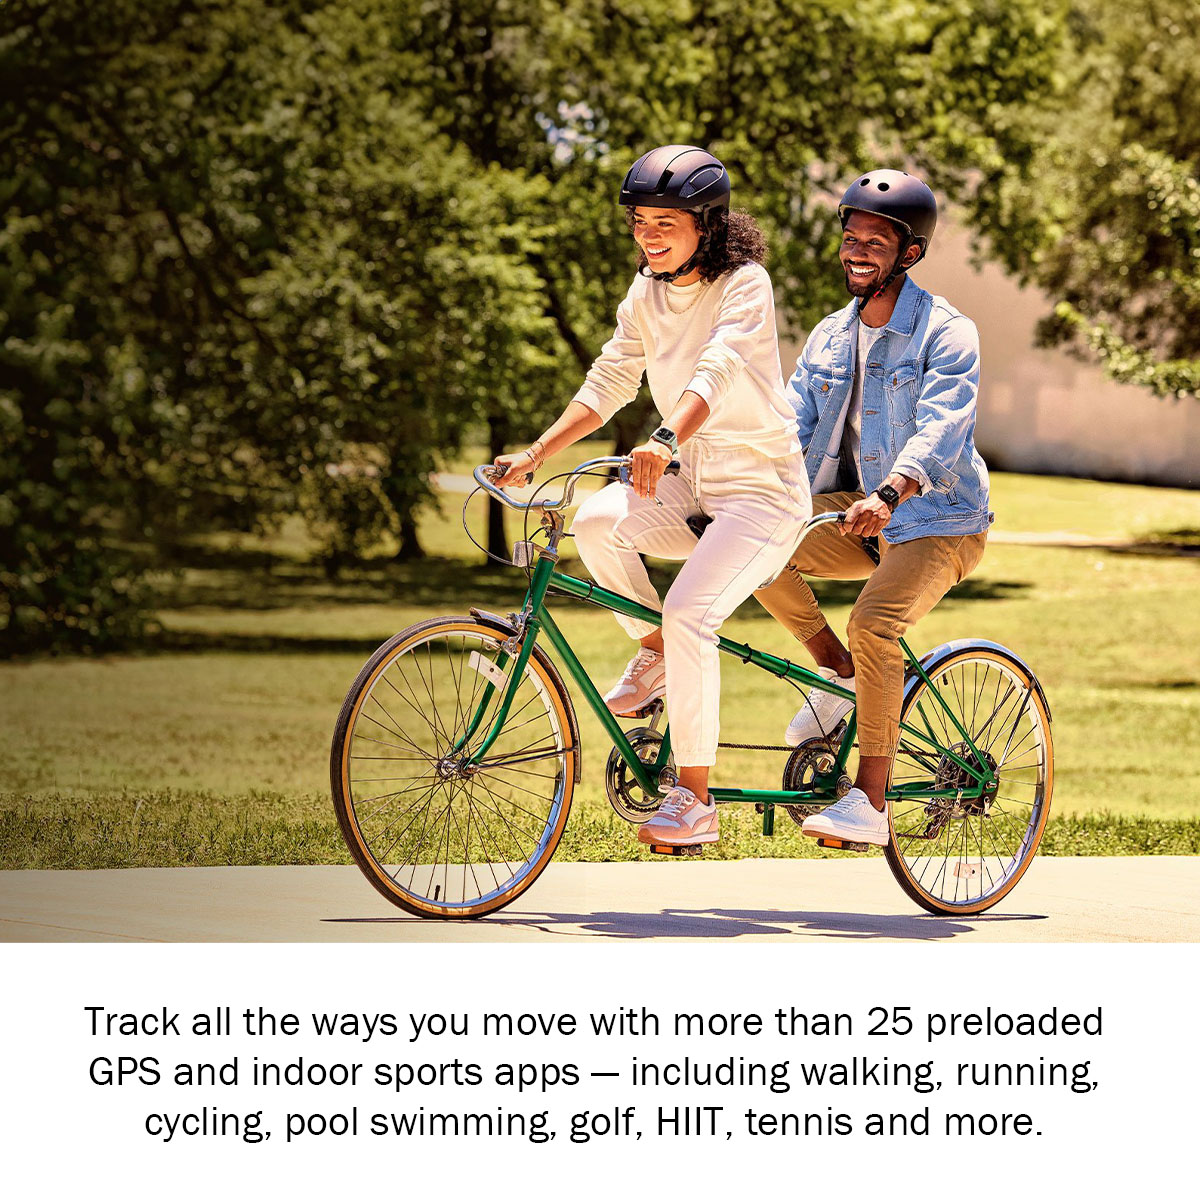 Track all the ways you move with more than 25 preloaded
GPS and indoor sports apps — including walking, running,
cycling, pool swimming, golf, HIIT, tennis and more.